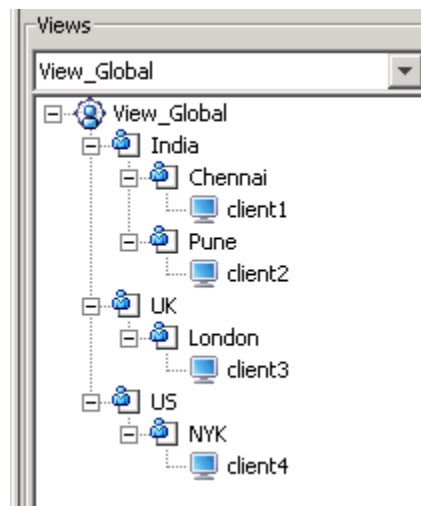 Views
View_Global
View_Global
India
Chennai
client1
Pune
client2
UK
London
client3
US
NYK
client4